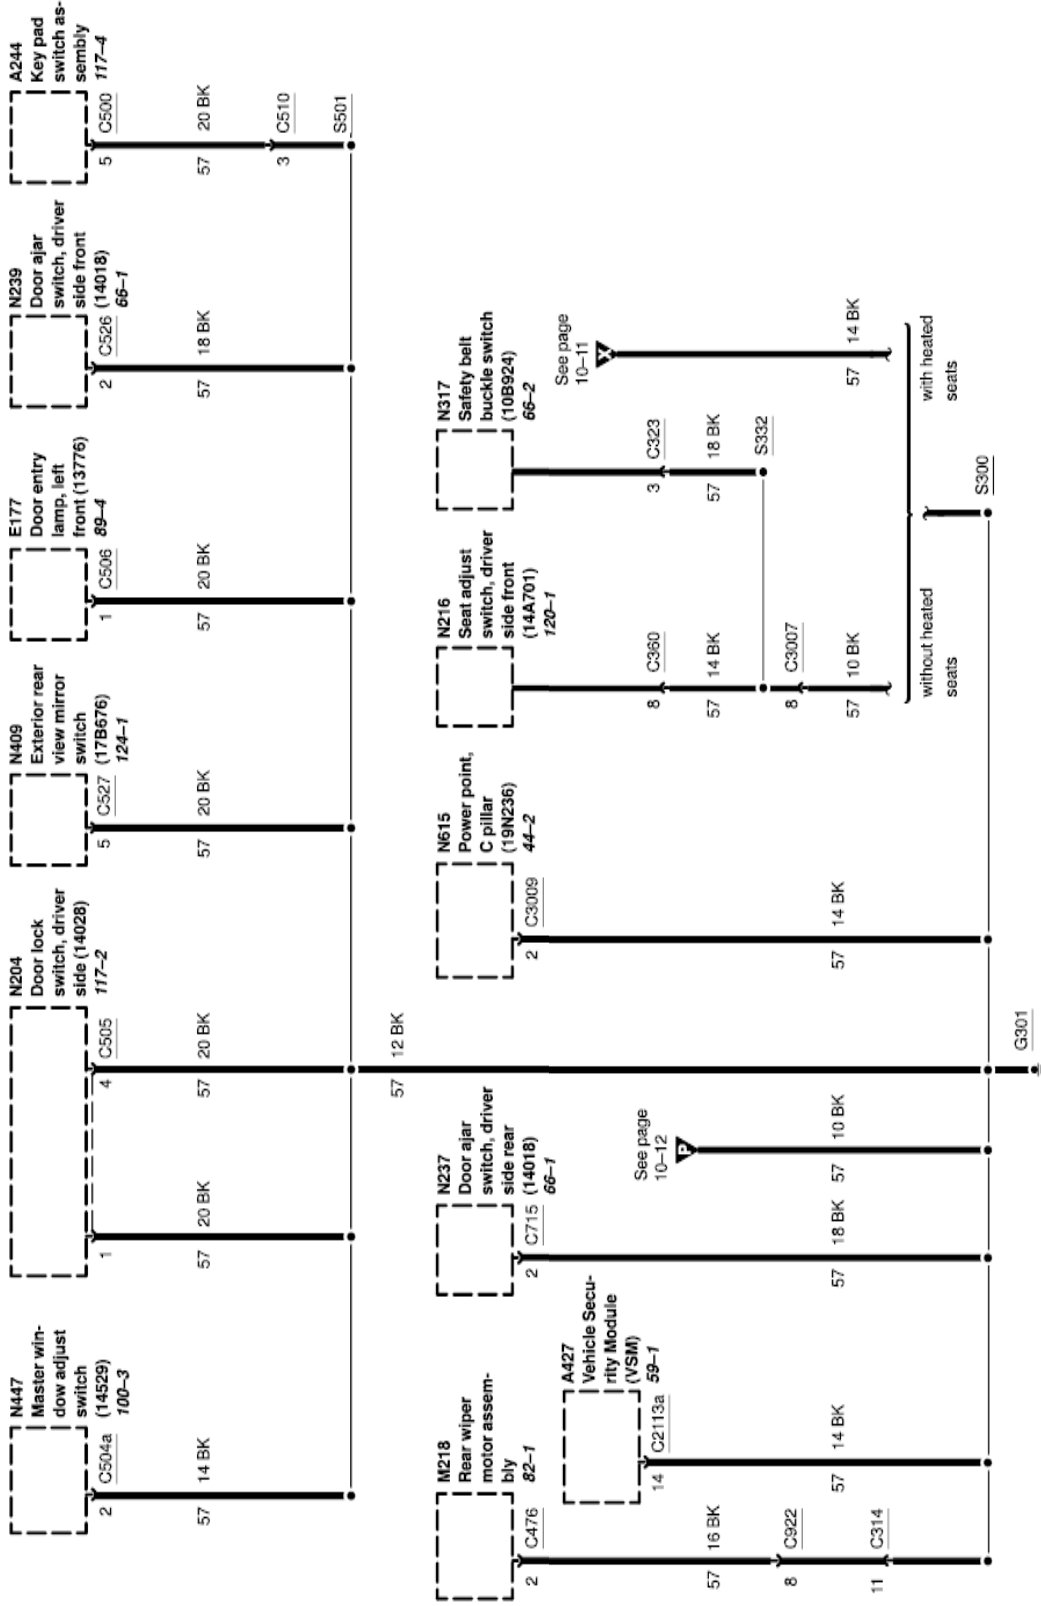 N447
Master win-
dow adjust
switch
(14529)
100–3
2
C504a
57
14 BK
N204
Door lock
switch, driver
side (14028)
117–2
1
57
20 BK
4
C505
57
20 BK
57
12 BK
N409
Exterior rear
view mirror
switch
(17B676)
124–1
5
C527
57
20 BK
E177
Door entry
lamp, left
front (13776)
89–4
1
C506
57
20 BK
N239
Door ajar
switch, driver
side front
(14018)
66–1
2
C526
57
18 BK
A244
Key pad
switch as-
sembly
117–4
5
C500
57
20 BK
3
C510
S501
M218
Rear wiper
motor assem-
bly
82–1
2
C476
57
16 BK
8
C922
11
C314
A427
Vehicle Secu-
rity Module
(VSM)
59–1
14
C2113a
57
14 BK
N237
Door ajar
switch, driver
side rear
(14018)
66–1
2
C715
57
18 BK
See page
10–12
P
57
10 BK
N615
Power point,
C pillar
(19N236)
44–2
2
C3009
57
14 BK
N216
Seat adjust
switch, driver
side front
(14A701)
120–1
8
C360
57
14 BK
8
C3007
57
10 BK
N317
Safety belt
buckle switch
(10B924)
66–2
3
C323
57
18 BK
S332
See page
10–11
X
57
14 BK
without heated
seats
with heated
seats
S300
G301